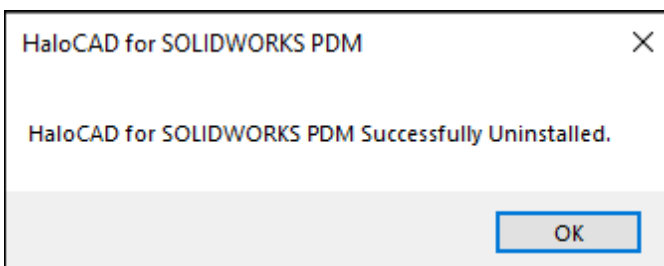 HaloCAD for SOLIDWORKS PDM
HaloCAD for SOLIDWORKS PDM Successfully Uninstalled.
OK